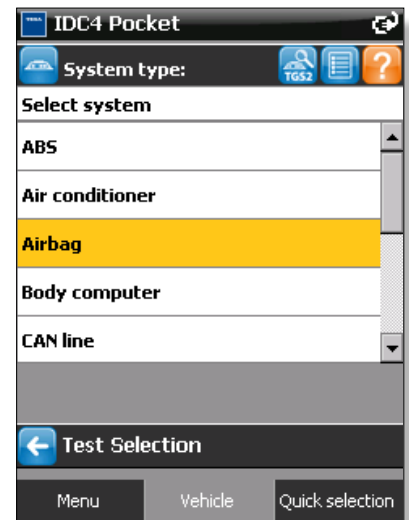 TEXA IDC4 Pocket
System type:
TGS2
?
Select system
ABS
Air conditioner
Airbag
Body computer
CAN line
Test Selection
Menu Vehicle Quick selection